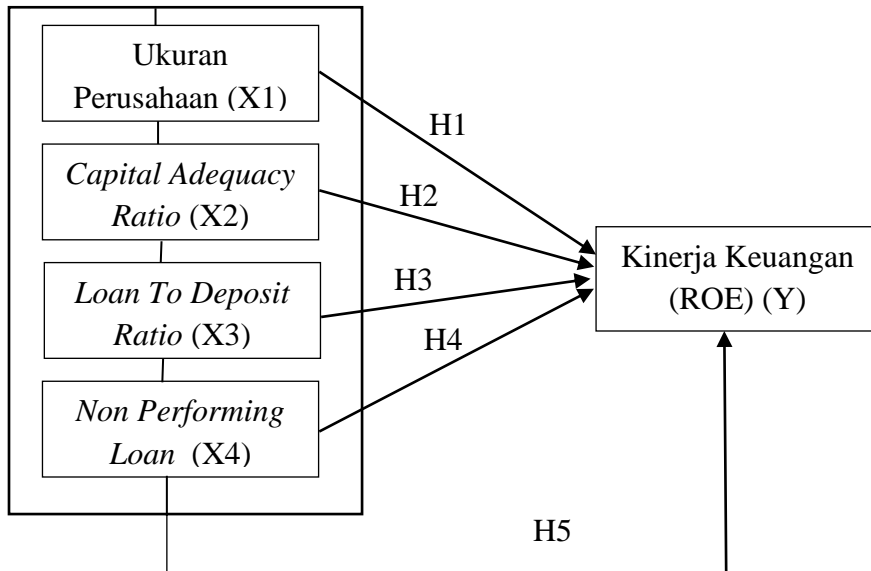 Ukuran
Perusahaan (X1)
H1
Capital Adequacy
Ratio (X2)
H2
Kinerja Keuangan
(ROE) (Y)
Loan To Deposit
Ratio (X3)
H3
H4
Non Performing
Loan (X4)
H5